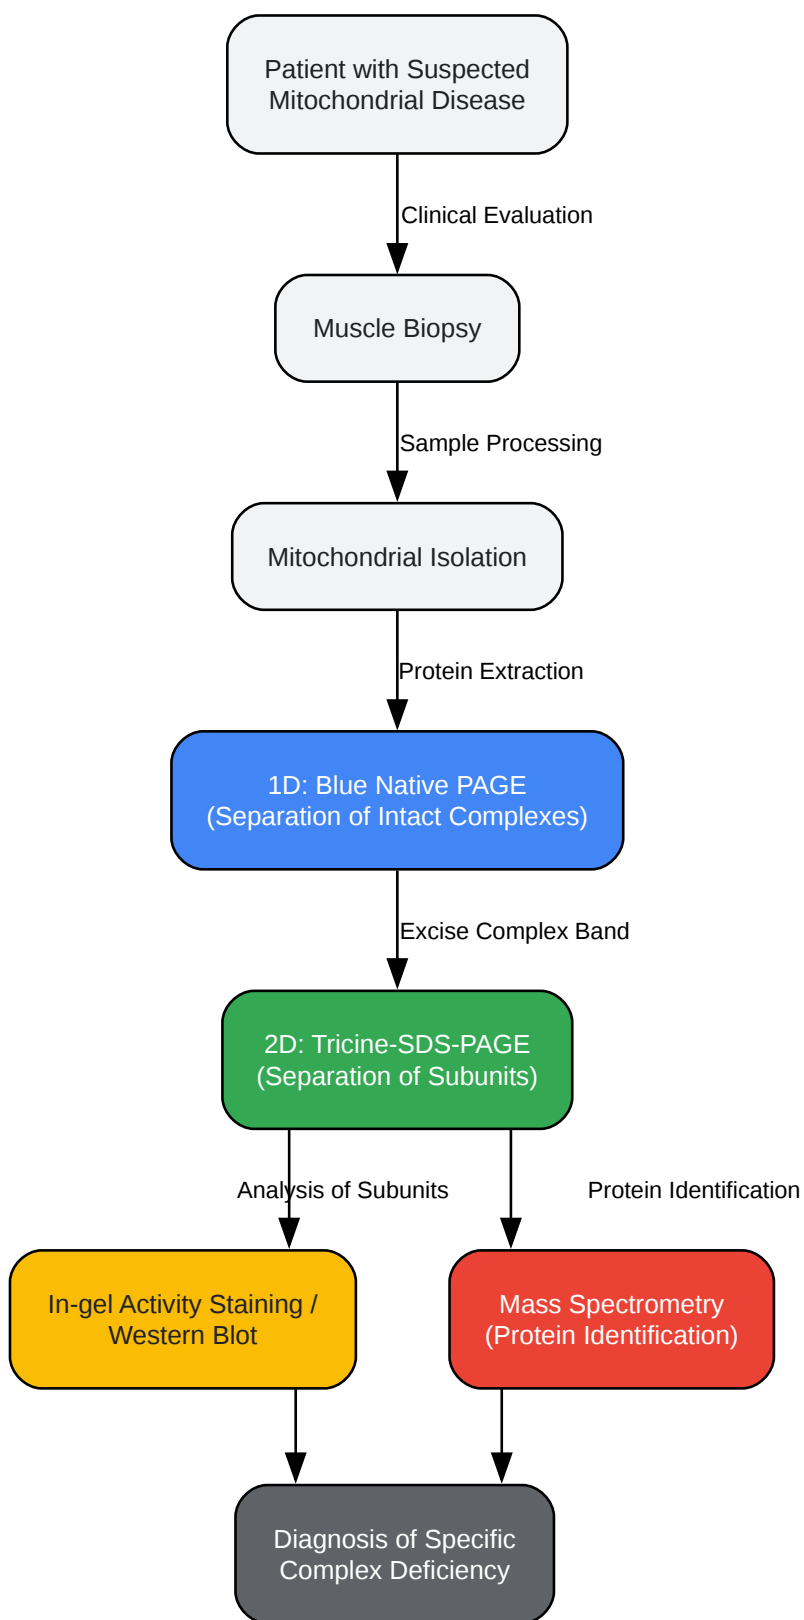 Patient with Suspected
Mitochondrial Disease
Clinical Evaluation
Muscle Biopsy
Sample Processing
Mitochondrial Isolation
Protein Extraction
1D: Blue Native PAGE
(Separation of Intact Complexes)
Excise Complex Band
2D: Tricine-SDS-PAGE
(Separation of Subunits)
Analysis of Subunits
Protein Identification
In-gel Activity Staining /
Western Blot
Mass Spectrometry
(Protein Identification)
Diagnosis of Specific
Complex Deficiency